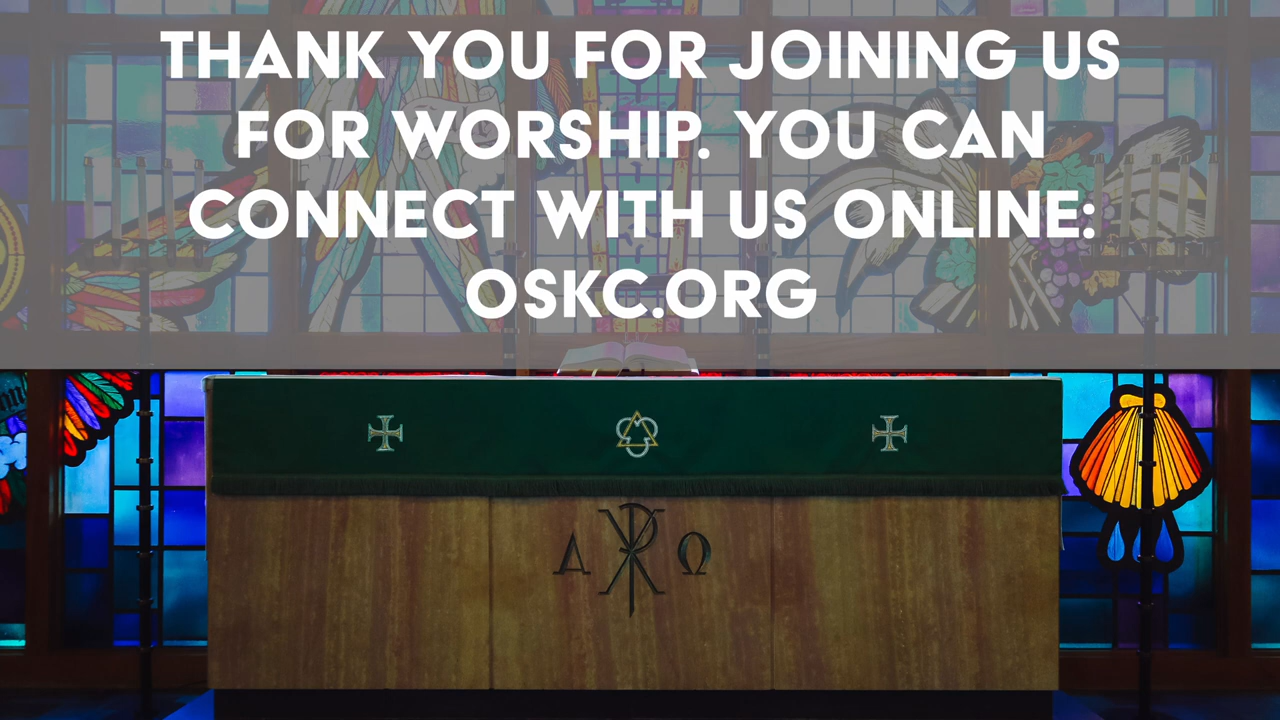 THANK YOU FOR JOINING US
FOR WORSHIP. YOU CAN
CONNECT WITH US ONLINE:
OSKC.ORG
Α ☧ Ω